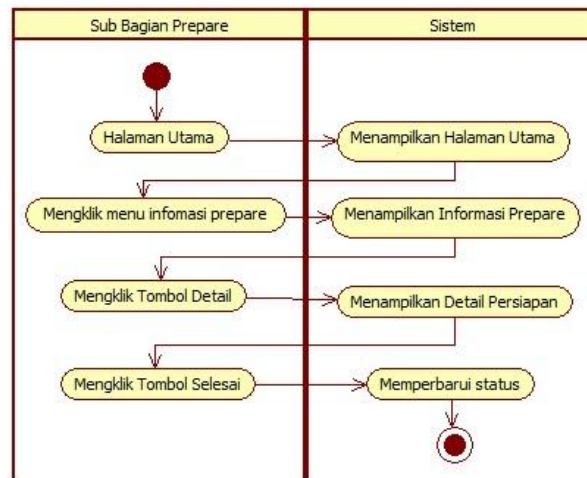 Sub Bagian Prepare
Sistem
Halaman Utama
Menampilkan Halaman Utama
Mengklik menu infomasi prepare
Menampilkan Informasi Prepare
Mengklik Tombol Detail
Menampilkan Detail Persiapan
Mengklik Tombol Selesai
Memperbarui status